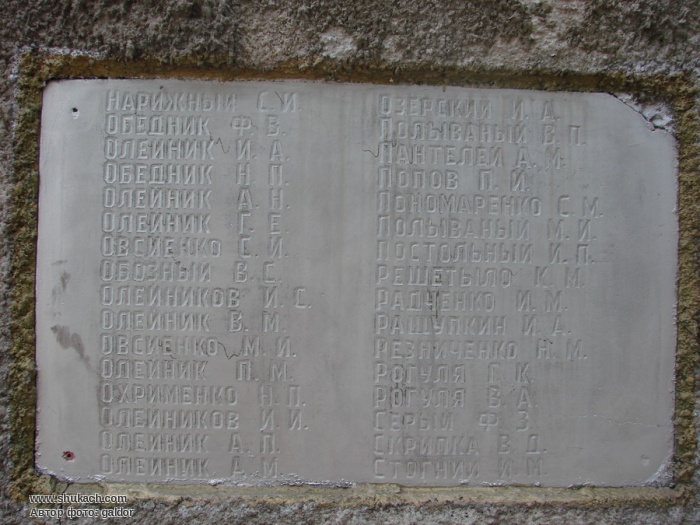 НАРИЖНЫЙ С. И.
ОБЕДНИК Ф. В.
ОЛЕЙНИК И. А.
ОБЕДНИК Н. П.
ОЛЕЙНИК А. Н.
ОЛЕЙНИК Г. Е.
ОВСИЕНКО С. И.
ОБОЗНЫЙ В. С.
ОЛЕЙНИКОВ И. С.
ОЛЕЙНИК В. М.
ОВСИЕНКО М. И.
ОЛЕЙНИК П. М.
ОХРИМЕНКО Н. П.
ОЛЕЙНИКОВ И. И.
ОЛЕЙНИК А. П.
ОЛЕЙНИК
ОЗЕРСКИЙ И. А.
ПОЛЫВАНЫЙ В. П.
ПАНТЕЛЕЙ А. М.
ПОПОВ П. И.
ПОНОМАРЕНКО С. М.
ПОЛЫВАНЫЙ М. И.
ПОСТОЛЬНЫЙ И. П.
РЕШЕТЫЛО К. М.
РАДЧЕНКО И. М.
РАЩУПКИН И. А.
РЕЗНИЧЕНКО Н. М.
РОГУЛЯ Г. К.
РОГУЛЯ В. А.
СЕРЫЙ Ф. З.
СКРИПКА В. Д.
СТОГНИЙ И. М.
www.shukach.com
Автор фото: galdor